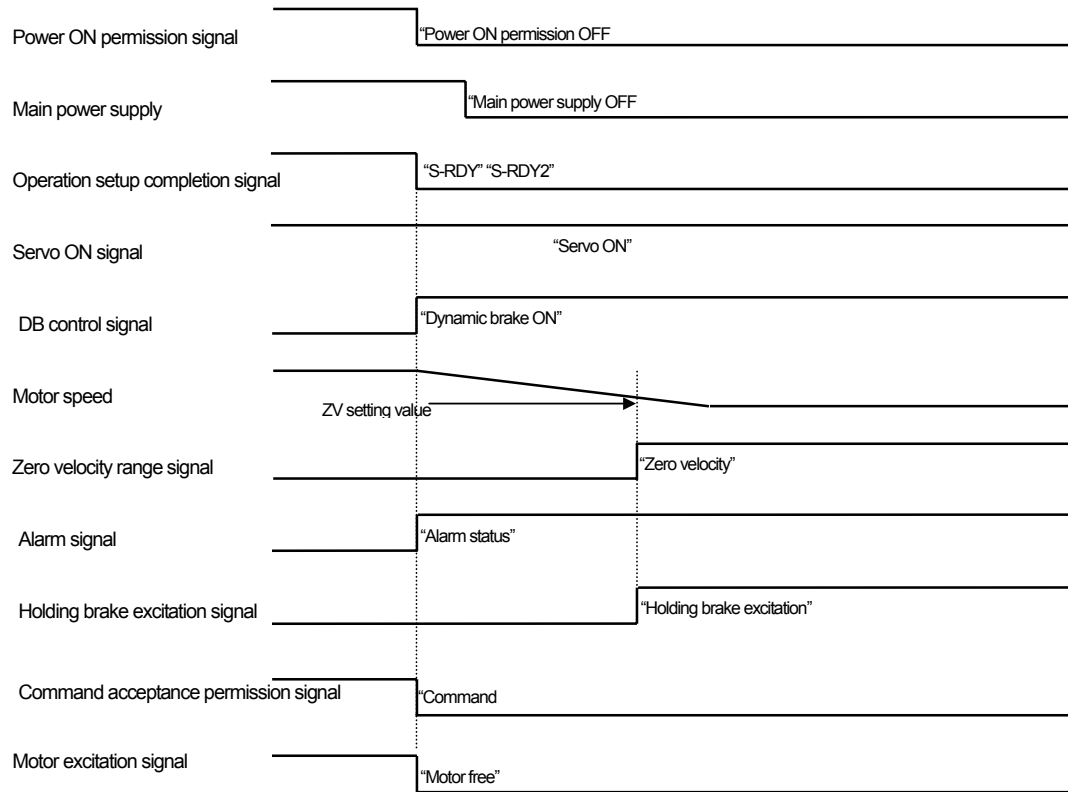 Power ON permission signal
“Power ON permission OFF
Main power supply
“Main power supply OFF
Operation setup completion signal
“S-RDY” “S-RDY2”
Servo ON signal
“Servo ON”
DB control signal
“Dynamic brake ON”
Motor speed
ZV setting value
Zero velocity range signal
“Zero velocity”
Alarm signal
“Alarm status”
Holding brake excitation signal
“Holding brake excitation”
Command acceptance permission signal
“Command
Motor excitation signal
“Motor free”